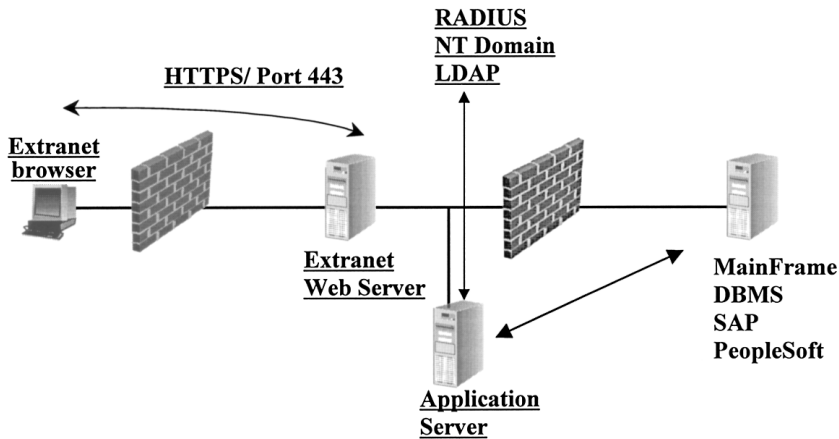 RADIUS
NT Domain
LDAP
HTTPS/ Port 443
Extranet
browser
Extranet
Web Server
MainFrame
DBMS
SAP
PeopleSoft
Application
Server